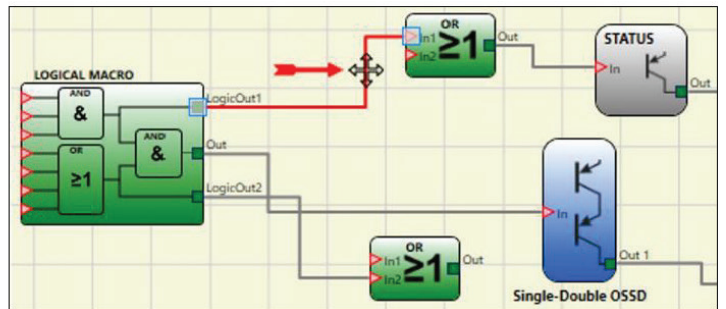 OR
In1
In2
≥1
Out
STATUS
In
Out
LOGICAL MACRO
AND
&
OR
≥1
AND
&
LogicOut1
Out
LogicOut2
In
Out 1
Single-Double OSSD
OR
In1
In2
≥1
Out